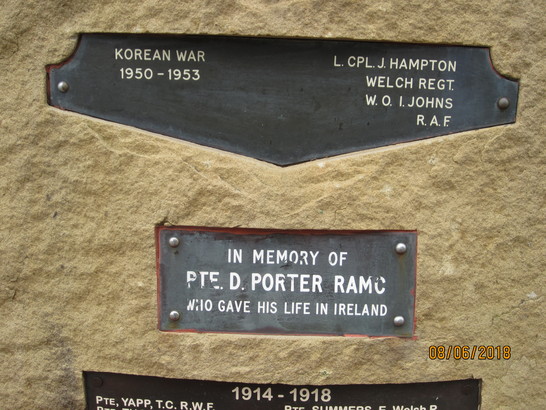 KOREAN WAR
1950 - 1953
L. CPL. J. HAMPTON
WELCH REGT.
W. O. I. JOHNS
R. A. F.
IN MEMORY OF
PTE. D. PORTER RAMC
WHO GAVE HIS LIFE IN IRELAND
08/06/2018
1914 - 1918
PTE, YAPP, T.C. R.W.F.
PTE. SUMMERS, F. Welch R.